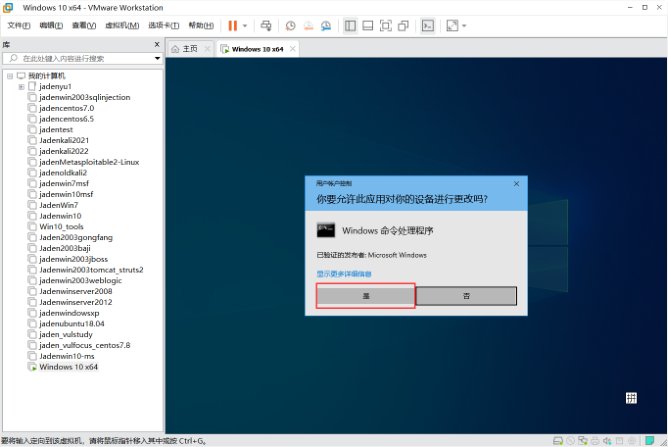 Windows 10 x64 - VMware Workstation
文件(F) 编辑(E) 查看(V) 虚拟机(M) 选项卡(T) 帮助(H)
库
在此处键入内容进行搜索
主页
Windows 10 x64
我的计算机
jadenyu1
jadenwin2003sqlinjection
jadencentos7.0
jadencentos6.5
jadentest
Jadenkali2021
jadenkali2022
jadenMetasploitable2-Linux
jadenoldkali2
jadenwin7msf
jadenwin10msf
JadenWin7
Jadenwin10
Win10_tools
Jaden2003gongfang
Jaden2003baji
Jadenwin2003jboss
Jadenwin2003tomcat_struts2
jadenwin2003weblogic
Jadenwinserver2008
Jadenwinserver2012
jadenwindowsxp
jadenubuntu18.04
jaden_vulstudy
jaden_vulfocus_centos7.8
Jadenwin10-ms
Windows 10 x64
用户帐户控制
你要允许此应用对你的设备进行更改吗?
Windows 命令处理程序
已验证的发布者: Microsoft Windows
显示更多详细信息
是
否
拼
要将输入定向到该虚拟机，请将鼠标指针移入其中或按 Ctrl+G。